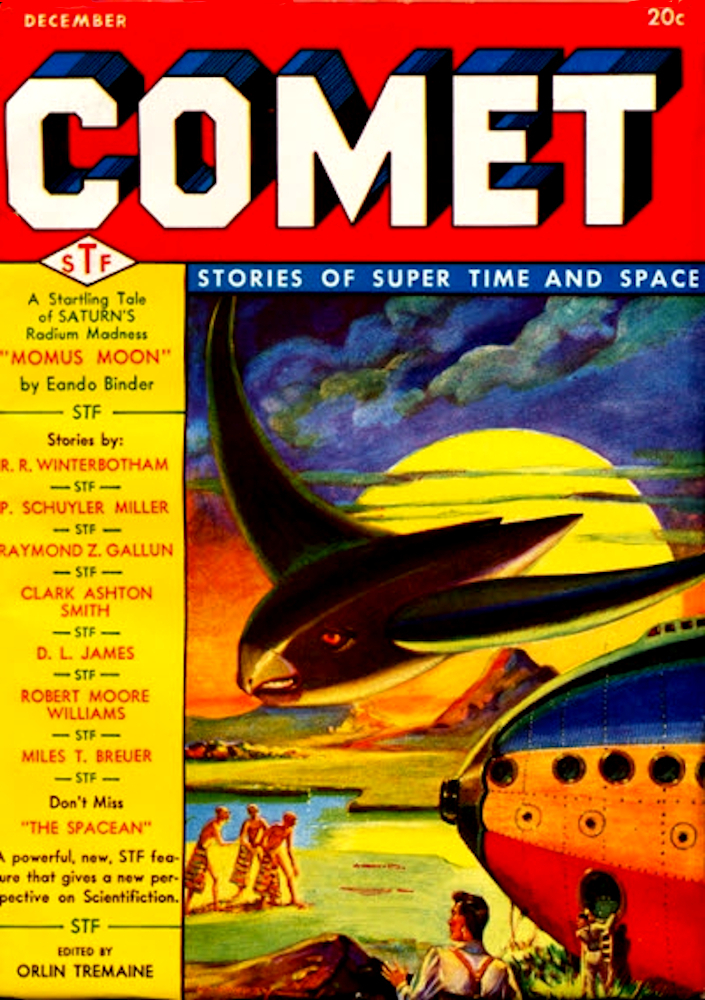 DECEMBER
20c
COMET
STF
STORIES OF SUPER TIME AND SPACE
A Startling Tale
of SATURN'S
Radium Madness
"MOMUS MOON"
by Eando Binder
STF
Stories by:
R. R. WINTERBOTHAM
STF
P. SCHUYLER MILLER
STF
RAYMOND Z. GALLUN
STF
CLARK ASHTON
SMITH
STF
D. L. JAMES
STF
ROBERT MOORE
WILLIAMS
STF
MILES T. BREUER
STF
Don't Miss
"THE SPACEAN"
A powerful, new, STF fea-
ure that gives a new per-
pective on Scientifiction.
STF
EDITED BY
ORLIN TREMAINE